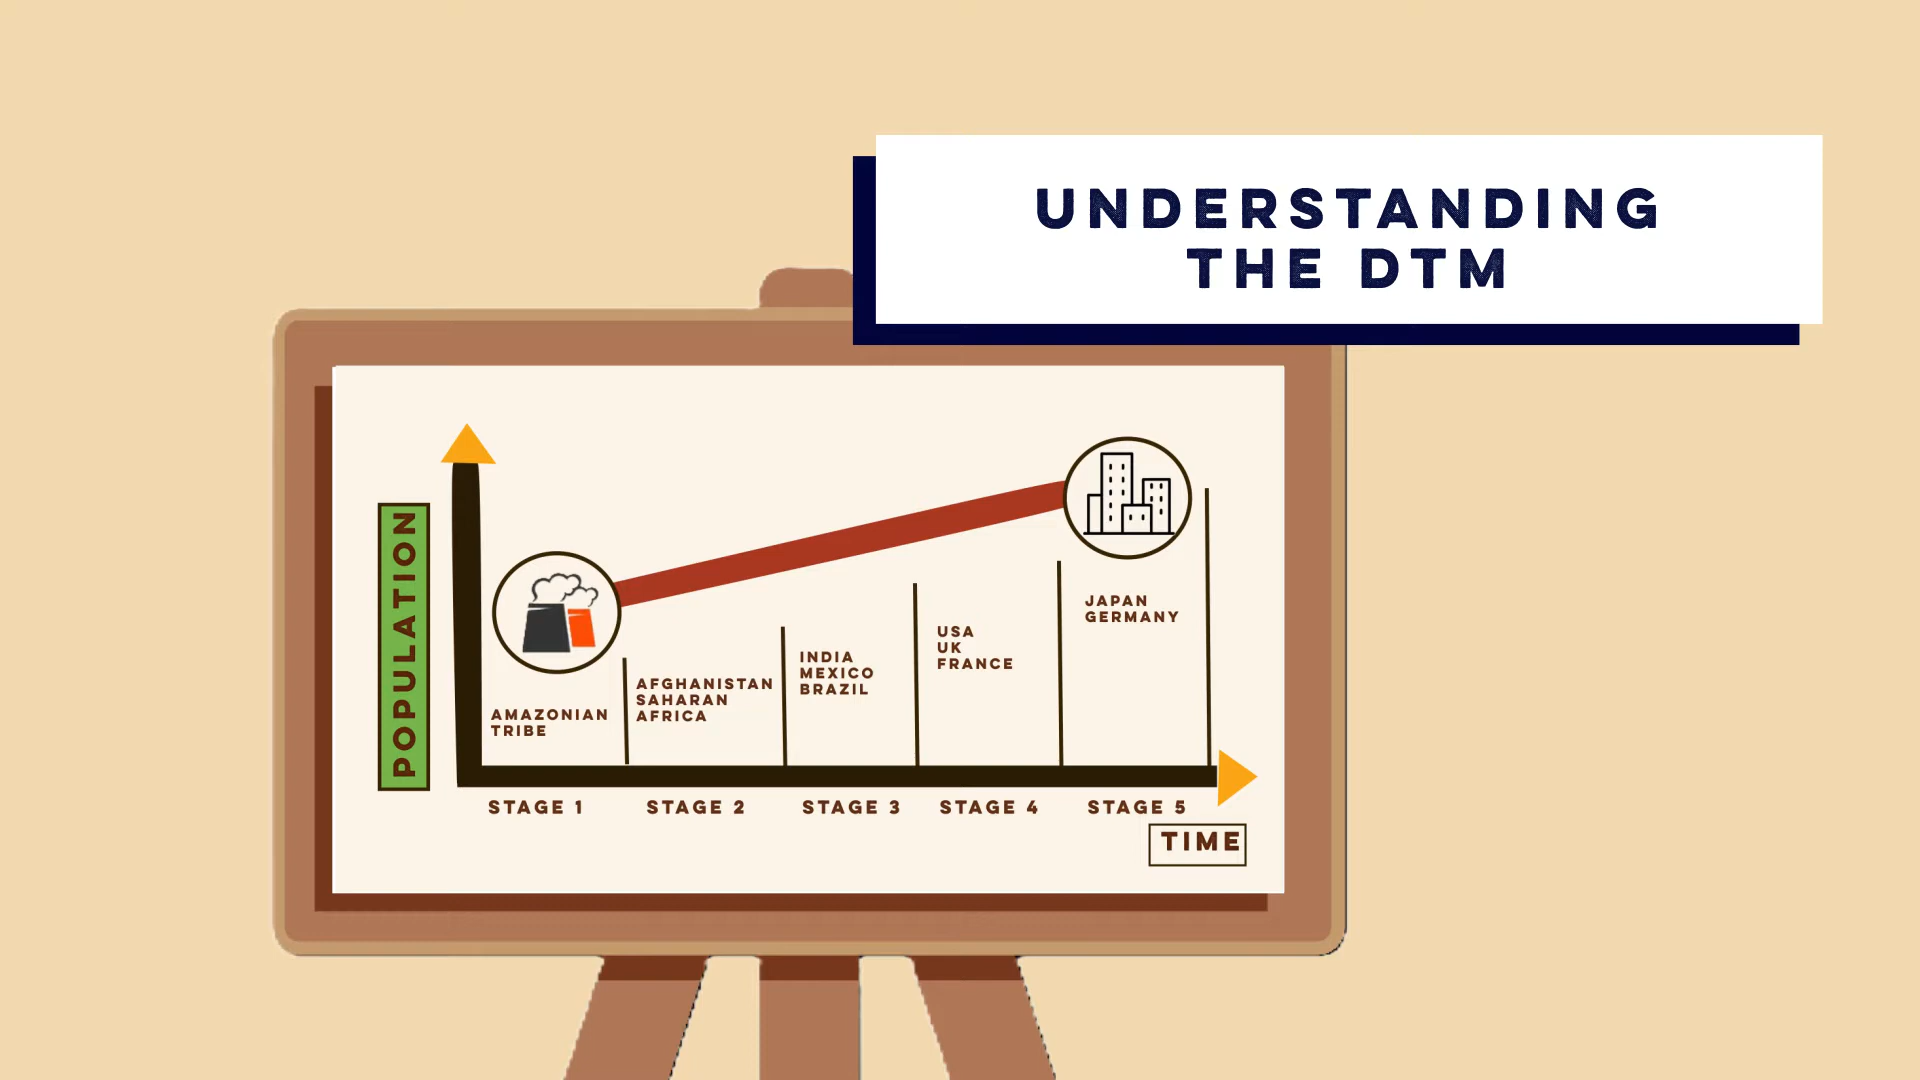 UNDERSTANDING
THE DTM
POPULATION
AMAZONIAN
TRIBE
AFGHANISTAN
SAHARAN
AFRICA
INDIA
MEXICO
BRAZIL
USA
UK
FRANCE
JAPAN
GERMANY
STAGE 1
STAGE 2
STAGE 3
STAGE 4
STAGE 5
TIME